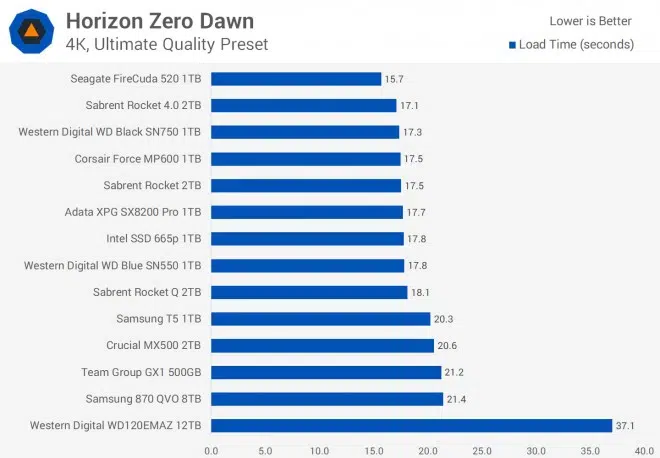 Horizon Zero Dawn
4K, Ultimate Quality Preset
Lower is Better
Load Time (seconds)
Seagate FireCuda 520 1TB 15.7
Sabrent Rocket 4.0 2TB 17.1
Western Digital WD Black SN750 1TB 17.3
Corsair Force MP600 1TB 17.5
Sabrent Rocket 2TB 17.5
Adata XPG SX8200 Pro 1TB 17.7
Intel SSD 665p 1TB 17.8
Western Digital WD Blue SN550 1TB 17.8
Sabrent Rocket Q 2TB 18.1
Samsung T5 1TB 20.3
Crucial MX500 2TB 20.6
Team Group GX1 500GB 21.2
Samsung 870 QVO 8TB 21.4
Western Digital WD120EMAZ 12TB 37.1
0.0 5.0 10.0 15.0 20.0 25.0 30.0 35.0 40.0